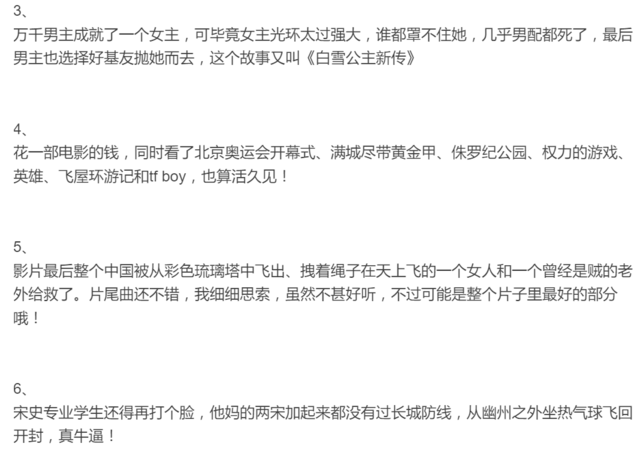 3、
万千男主成就了一个女主，可毕竟女主光环太过强大，谁都罩不住她，几乎男配都死了，最后
男主也选择好基友抛她而去，这个故事又叫《白雪公主新传》
4、
花一部电影的钱，同时看了北京奥运会开幕式、满城尽带黄金甲、侏罗纪公园、权力的游戏、
英雄、飞屋环游记和tf boy，也算活久见！
5、
影片最后整个中国被从彩色琉璃塔中飞出、拽着绳子在天上飞的一个女人和一个曾经是贼的老
外给救了。片尾曲还不错，我细细思索，虽然不甚好听，不过可能是整个片子里最好的部分
哦！
6、
宋史专业学生还得再打个脸，他妈的两宋加起来都没有过长城防线，从幽州之外坐热气球飞回
开封，真牛逼！